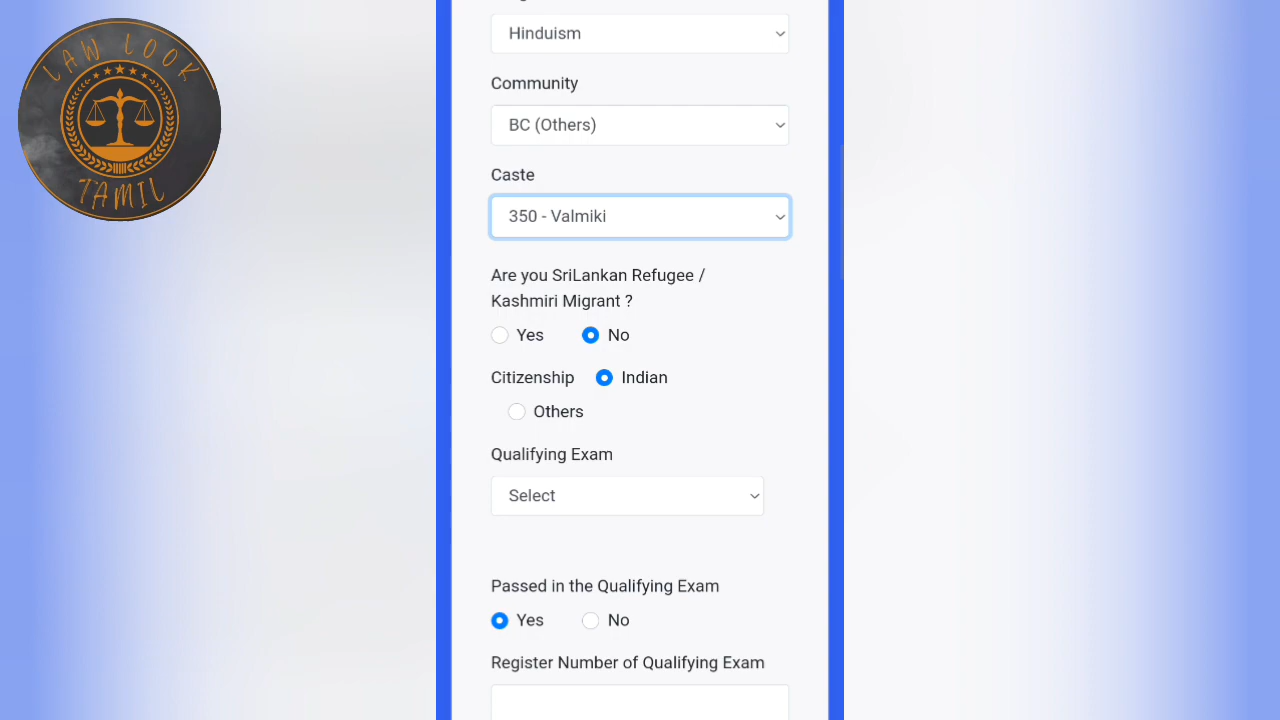 LAW LOOK
TAMIL
Hinduism
Community
BC (Others)
Caste
350 - Valmiki
Are you SriLankan Refugee /
Kashmiri Migrant ?
Yes No
Citizenship Indian
Others
Qualifying Exam
Select
Passed in the Qualifying Exam
Yes No
Register Number of Qualifying Exam